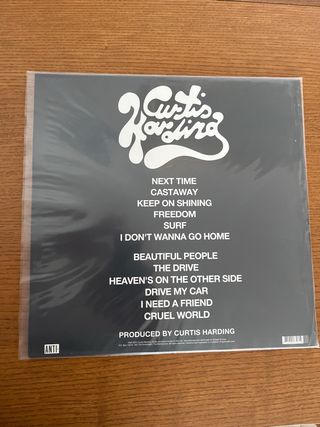 Curtis
Harding
NEXT TIME
CASTAWAY
KEEP ON SHINING
FREEDOM
SURF
I DON'T WANNA GO HOME
BEAUTIFUL PEOPLE
THE DRIVE
HEAVEN'S ON THE OTHER SIDE
DRIVE MY CAR
I NEED A FRIEND
CRUEL WORLD
PRODUCED BY CURTIS HARDING
ANTI